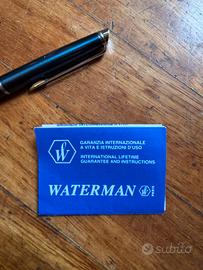 GARANZIA INTERNAZIONALE
A VITA E ISTRUZIONI D'USO
INTERNATIONAL LIFETIME
GUARANTEE AND INSTRUCTIONS
WATERMAN
subito